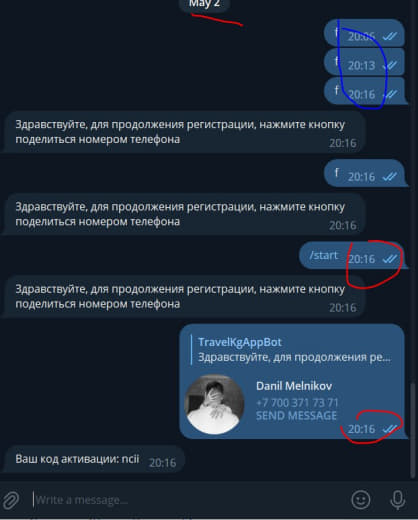 May 2
f 20:06
f 20:13
f 20:16
Здравствуйте, для продолжения регистрации, нажмите кнопку
поделиться номером телефона
20:16
f 20:16
Здравствуйте, для продолжения регистрации, нажмите кнопку
поделиться номером телефона
20:16
/start 20:16
Здравствуйте, для продолжения регистрации, нажмите кнопку
поделиться номером телефона
20:16
TravelKgAppBot
Здравствуйте, для продолжения ре...
Danil Melnikov
+7 700 371 73 71
SEND MESSAGE
20:16
Ваш код активации: ncii 20:16
Write a message...